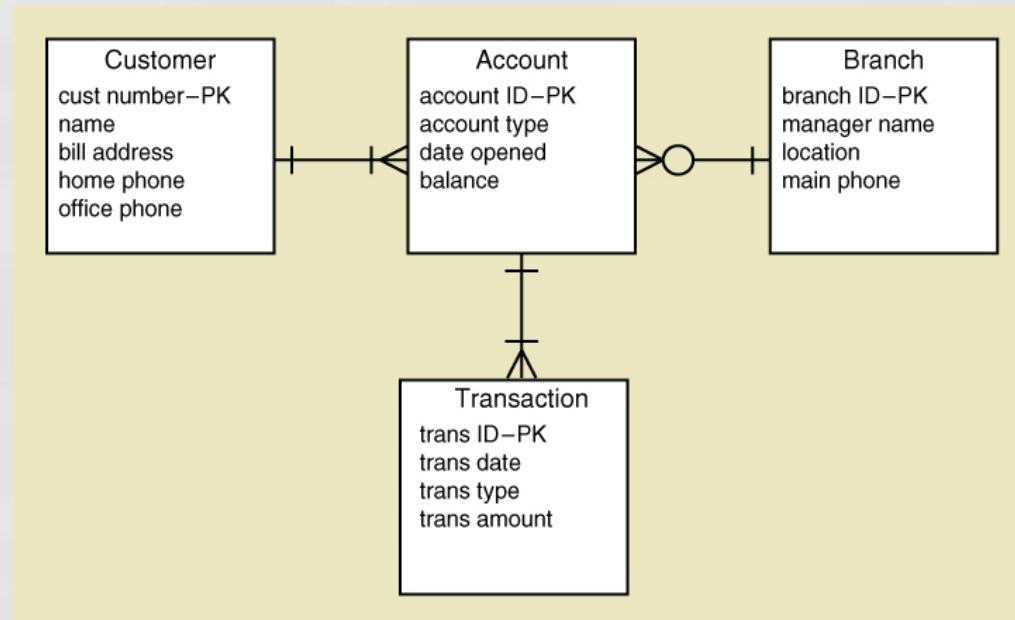 Customer
cust number–PK
name
bill address
home phone
office phone
Account
account ID–PK
account type
date opened
balance
Branch
branch ID–PK
manager name
location
main phone
Transaction
trans ID–PK
trans date
trans type
trans amount